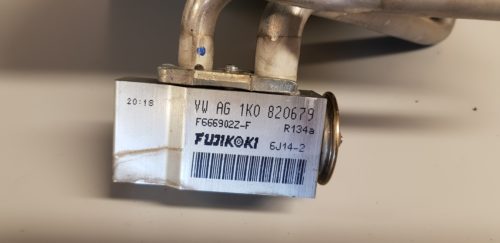 20:18 VW AG 1K0 820679
F666902Z-F R134a
FUJIKOKI 6J14-2